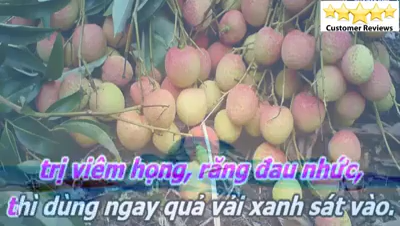 Customer Reviews
trị viêm họng, răng đau nhức,
thì dùng ngay quả vải xanh sát vào.